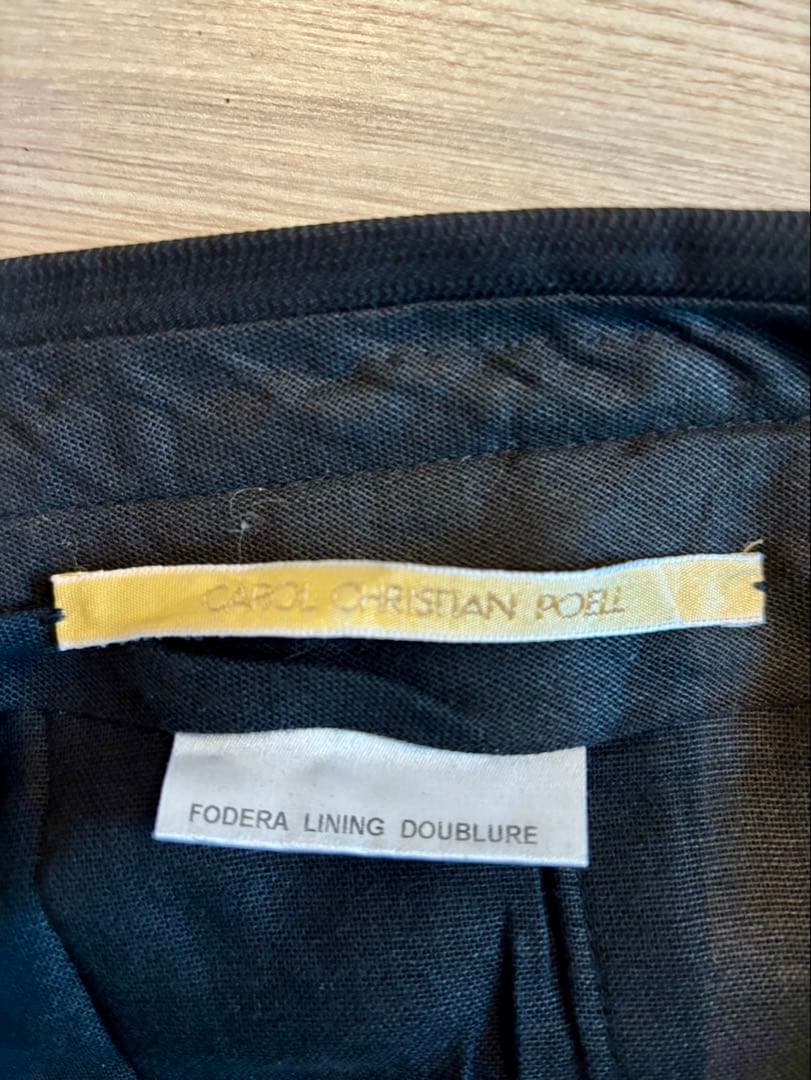 CAROL CHRISTIAN POELL
FODERA LINING DOUBLURE